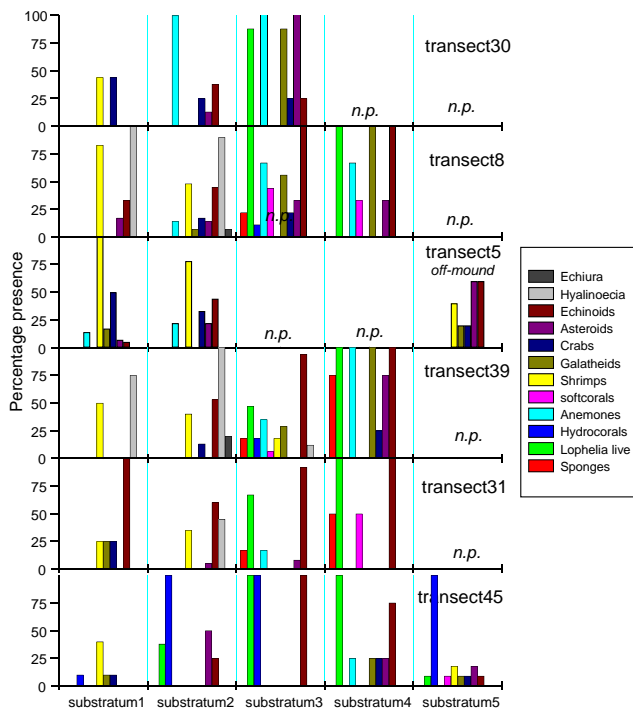 100
75
50
25
0
transect30
n.p.
n.p.
75
50
25
0
transect8
n.p.
n.p.
75
50
25
0
transect5
off-mound
n.p.
n.p.
75
50
25
0
transect39
n.p.
75
50
25
0
transect31
n.p.
75
50
25
0
transect45
Percentage presence
substratum1 substratum2 substratum3 substratum4 substratum5
Echiura
Hyalinoecia
Echinoids
Asteroids
Crabs
Galatheids
Shrimps
softcorals
Anemones
Hydrocorals
Lophelia live
Sponges